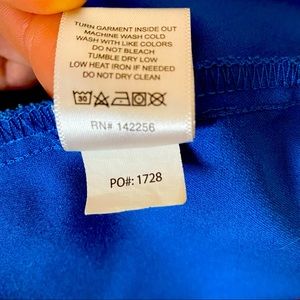 TURN GARMENT INSIDE OUT
MACHINE WASH COLD
WASH WITH LIKE COLORS
DO NOT BLEACH
TUMBLE DRY LOW
LOW HEAT IRON IF NEEDED
DO NOT DRY CLEAN
30
RN# 142256
PO#: 1728